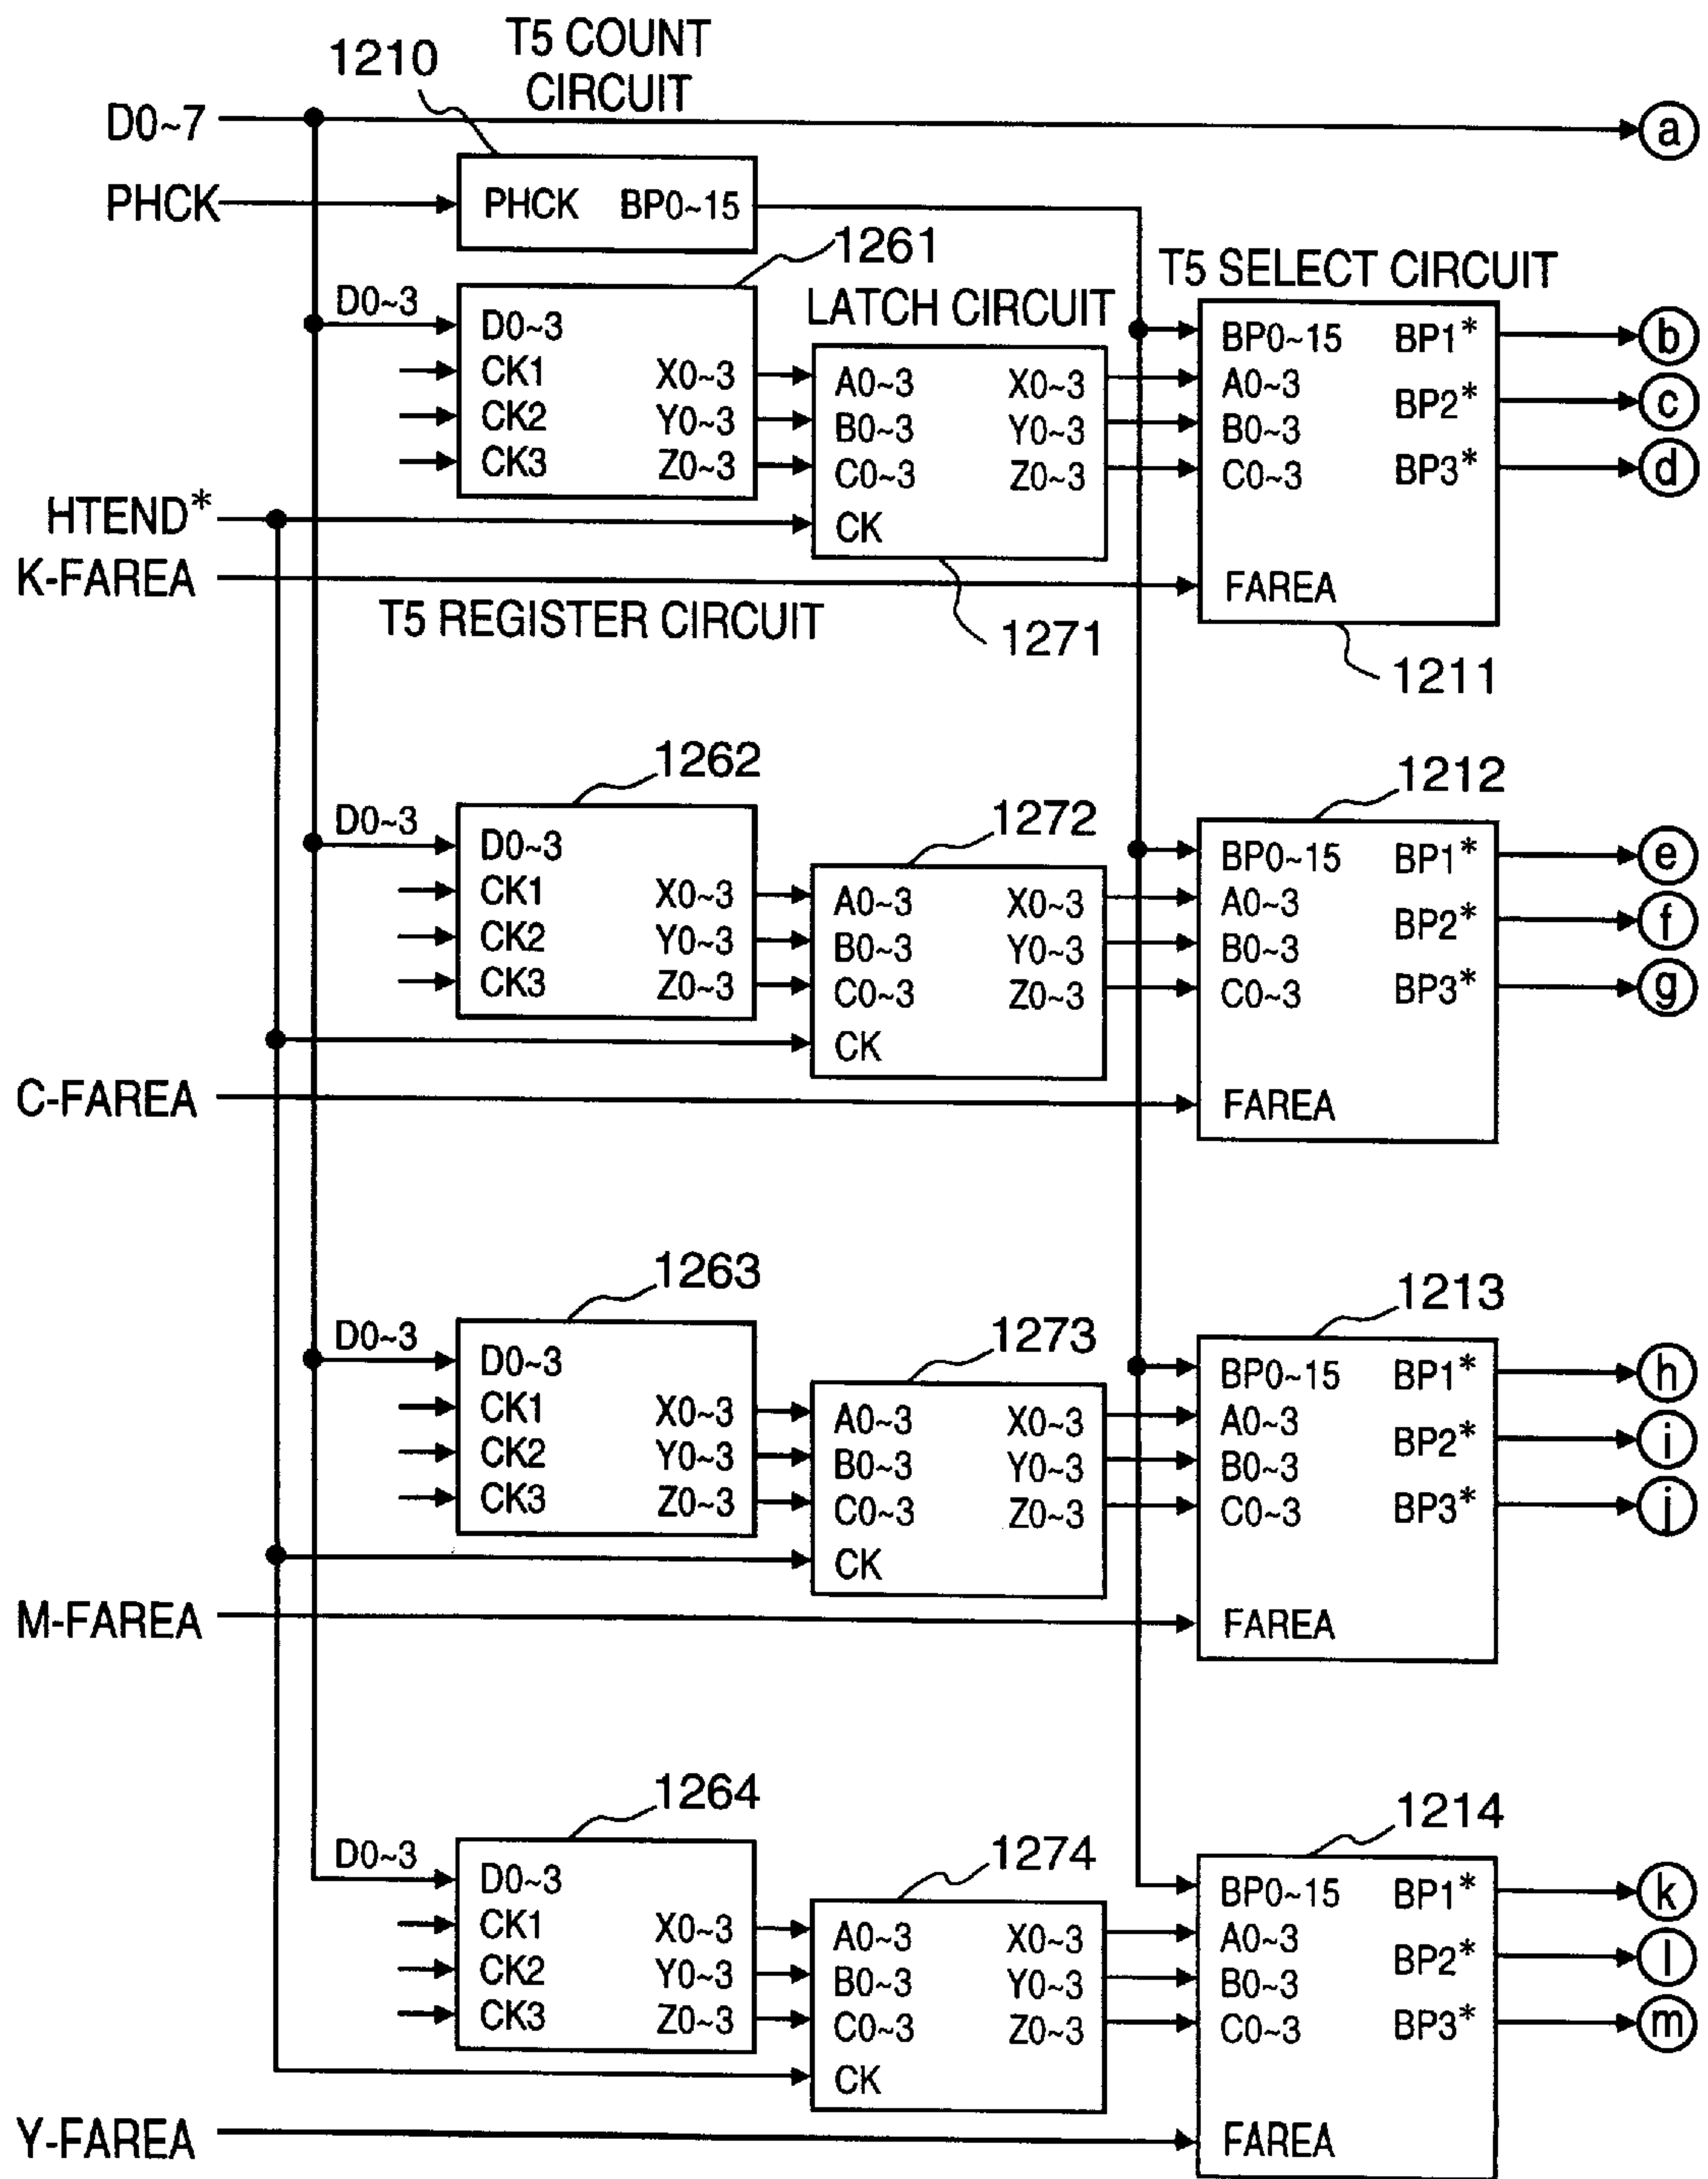 T5 COUNT
CIRCUIT
1210
D0~7
a
PHCK
PHCK BP0~15
1261
T5 SELECT CIRCUIT
LATCH CIRCUIT
D0~3
D0~3
CK1
CK2
CK3
X0~3
Y0~3
Z0~3
A0~3
B0~3
C0~3
CK
X0~3
Y0~3
Z0~3
BP0~15
A0~3
B0~3
C0~3
FAREA
BP1*
BP2*
BP3*
b
c
d
HTEND*
K-FAREA
T5 REGISTER CIRCUIT
1271
1211
1262
1272
1212
D0~3
D0~3
CK1
CK2
CK3
X0~3
Y0~3
Z0~3
A0~3
B0~3
C0~3
CK
X0~3
Y0~3
Z0~3
BP0~15
A0~3
B0~3
C0~3
FAREA
BP1*
BP2*
BP3*
e
f
g
C-FAREA
1263
1273
1213
D0~3
D0~3
CK1
CK2
CK3
X0~3
Y0~3
Z0~3
A0~3
B0~3
C0~3
CK
X0~3
Y0~3
Z0~3
BP0~15
A0~3
B0~3
C0~3
FAREA
BP1*
BP2*
BP3*
h
i
j
M-FAREA
1264
1274
1214
D0~3
D0~3
CK1
CK2
CK3
X0~3
Y0~3
Z0~3
A0~3
B0~3
C0~3
CK
X0~3
Y0~3
Z0~3
BP0~15
A0~3
B0~3
C0~3
FAREA
BP1*
BP2*
BP3*
k
l
m
Y-FAREA